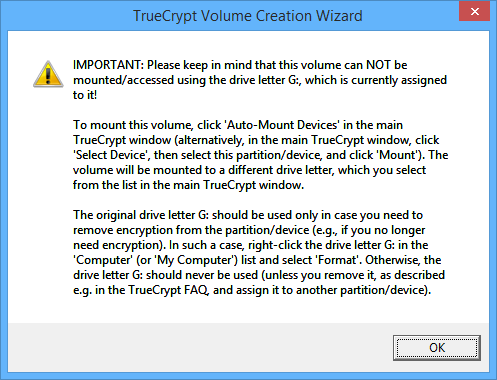 TrueCrypt Volume Creation Wizard
IMPORTANT: Please keep in mind that this volume can NOT be
mounted/accessed using the drive letter G:, which is currently assigned
to it!
To mount this volume, click 'Auto-Mount Devices' in the main
TrueCrypt window (alternatively, in the main TrueCrypt window, click
'Select Device', then select this partition/device, and click 'Mount'). The
volume will be mounted to a different drive letter, which you select
from the list in the main TrueCrypt window.
The original drive letter G: should be used only in case you need to
remove encryption from the partition/device (e.g., if you no longer
need encryption). In such a case, right-click the drive letter G: in the
'Computer' (or 'My Computer') list and select 'Format'. Otherwise, the
drive letter G: should never be used (unless you remove it, as described
e.g. in the TrueCrypt FAQ, and assign it to another partition/device).
OK